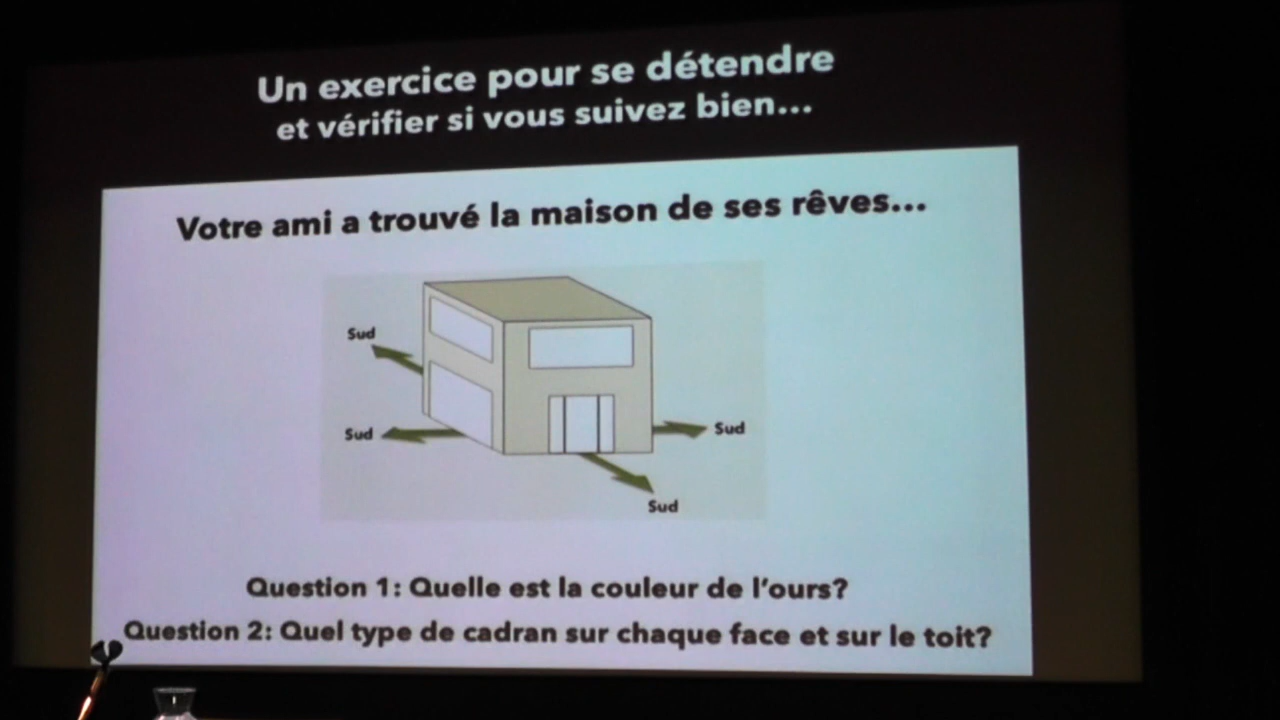 Un exercice pour se détendre
et vérifier si vous suivez bien...
Votre ami a trouvé la maison de ses rêves...
Sud
Sud
Sud
Sud
Question 1: Quelle est la couleur de l'ours?
Question 2: Quel type de cadran sur chaque face et sur le toit?